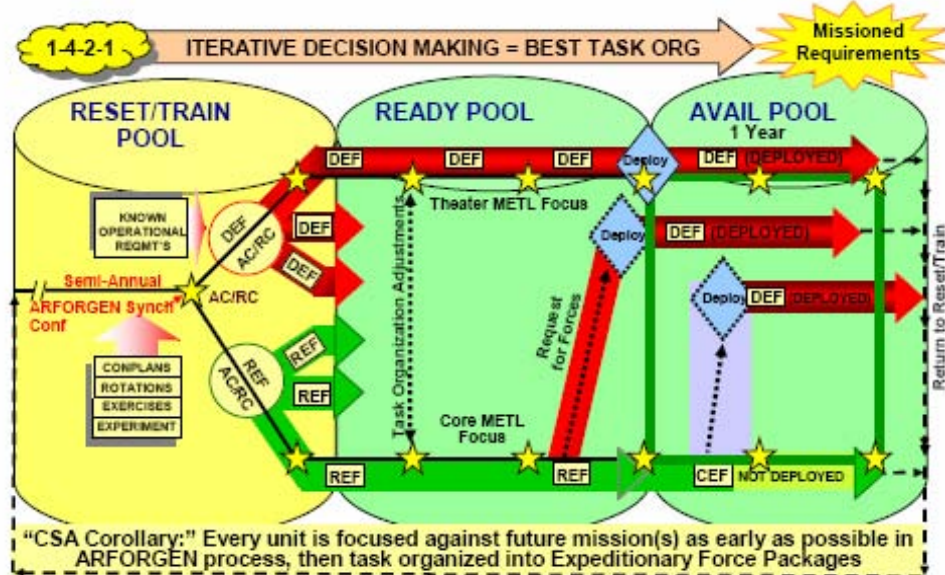 1-4-2-1
ITERATIVE DECISION MAKING = BEST TASK ORG
Missioned
Requirements
RESET/TRAIN
POOL
READY POOL
AVAIL POOL
1 Year
DEF
DEF
DEF
Deploy
DEF
(DEPLOYED)
Theater METL Focus
KNOWN
OPERATIONAL
REQMT'S
DEF
AC/RC
DEF
DEF
Deploy
DEF
(DEPLOYED)
Semi-Annual
ARFORGEN Synch
Conf
AC/RC
Deploy
DEF
(DEPLOYED)
Task Organization Adjustments
Request
for Forces
Return to Reset/Train
CONPLANS
ROTATIONS
EXERCISES
EXPERIMENT
REF
AC/RC
REF
REF
Core METL
Focus
REF
REF
CEF
NOT DEPLOYED
“CSA Corollary:” Every unit is focused against future mission(s) as early as possible in
ARFORGEN process, then task organized into Expeditionary Force Packages